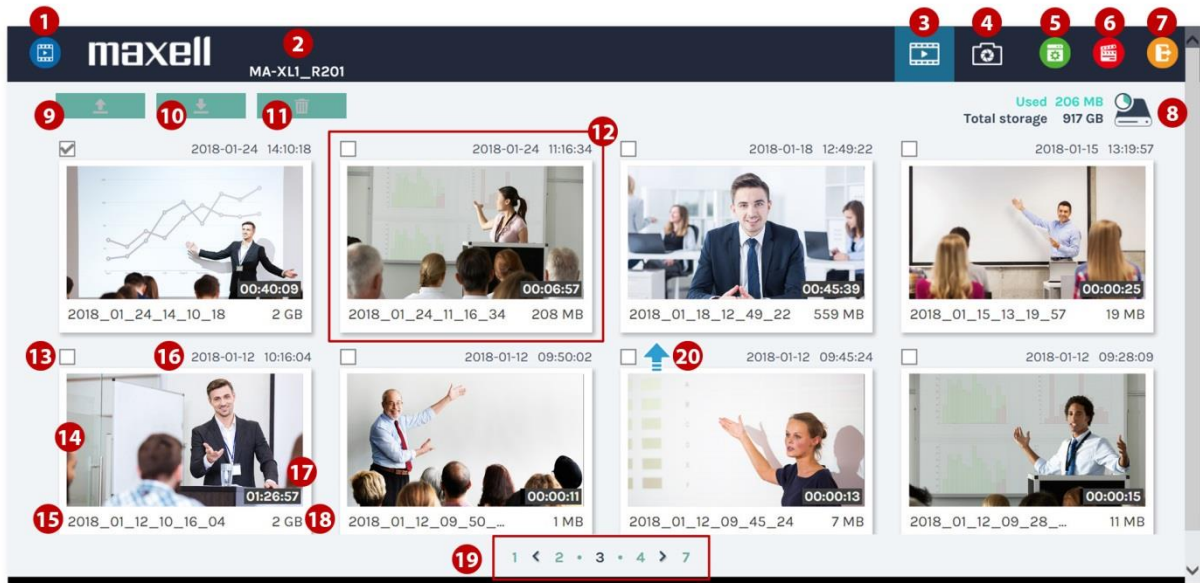 1 2 3 4 5 6 7
maxell
MA-XL1_R201
9 10 11
Used 206 MB
Total storage 917 GB 8
12
2018-01-24 14:10:18
2018-01-24 11:16:34
2018-01-18 12:49:22
2018-01-15 13:19:57
00:40:09
00:06:57
00:45:39
00:00:25
2018_01_24_14_10_18 2 GB
2018_01_24_11_16_34 208 MB
2018_01_18_12_49_22 559 MB
2018_01_15_13_19_57 19 MB
13 16 2018-01-12 10:16:04
2018-01-12 09:50:02
20 2018-01-12 09:45:24
2018-01-12 09:28:09
14
17
01:26:57
00:00:11
00:00:13
00:00:15
15 2018_01_12_10_16_04 2 GB 18
2018_01_12_09_50_... 1 MB
2018_01_12_09_45_24 7 MB
2018_01_12_09_28_... 11 MB
19 1 < 2 • 3 • 4 > 7